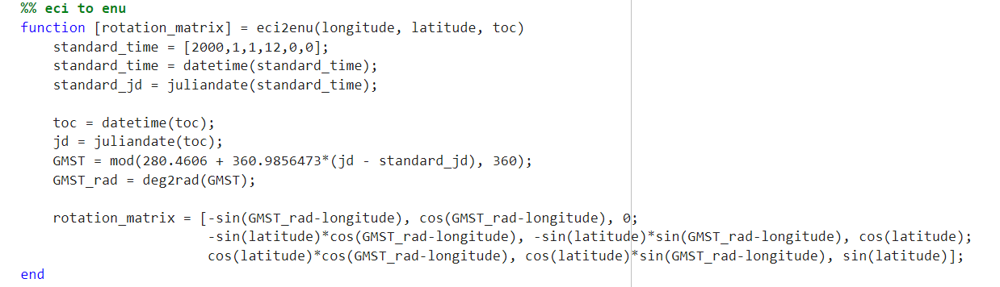 %% eci to enu
function [rotation_matrix] = eci2enu(longitude, latitude, toc)
standard_time = [2000,1,1,12,0,0];
standard_time = datetime(standard_time);
standard_jd = juliandate(standard_time);
toc = datetime(toc);
jd = juliandate(toc);
GMST = mod(280.4606 + 360.9856473*(jd - standard_jd), 360);
GMST_rad = deg2rad(GMST);
rotation_matrix = [-sin(GMST_rad-longitude), cos(GMST_rad-longitude), 0;
-sin(latitude)*cos(GMST_rad-longitude), -sin(latitude)*sin(GMST_rad-longitude), cos(latitude);
cos(latitude)*cos(GMST_rad-longitude), cos(latitude)*sin(GMST_rad-longitude), sin(latitude)];
end